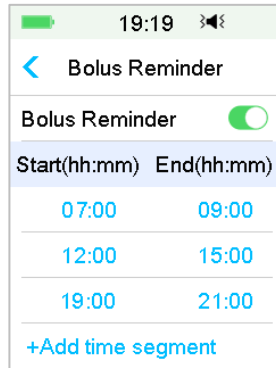 19:19
Bolus Reminder
Bolus Reminder
Start(hh:mm) End(hh:mm)
07:00 09:00
12:00 15:00
19:00 21:00
+Add time segment